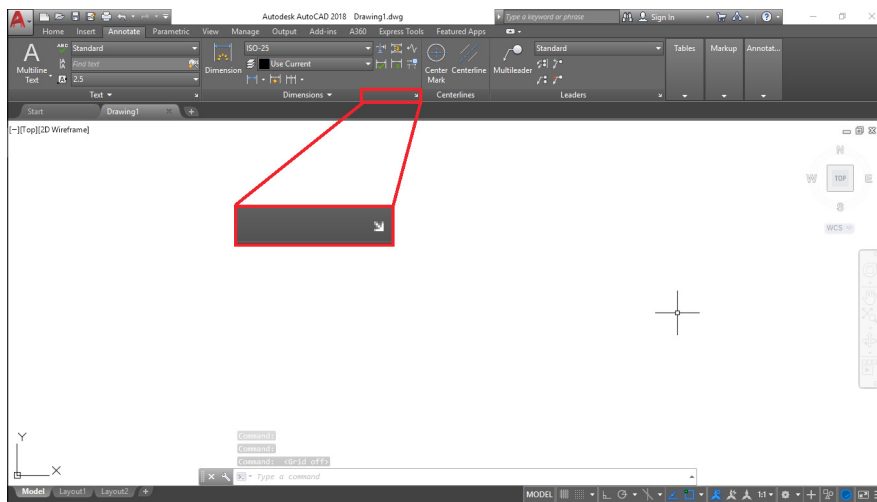 Autodesk AutoCAD 2018 Drawing1.dwg
Type a keyword or phrase
Sign In
Home Insert Annotate Parametric View Manage Output Add-ins A360 Express Tools Featured Apps
A
Multiline
Text
ABC Standard
Find text
2.5
Text
Dimension
ISO-25
Use Current
Dimensions
Center
Mark
Centerline
Centerlines
Multileader
Standard
Leaders
Tables
Markup
Annotat...
Start
Drawing1
[−][Top][2D Wireframe]
N
W TOP E
S
WCS
Y
X
Command:
Command:
Command: <Grid off>
Type a command
Model Layout1 Layout2 +
MODEL
1:1